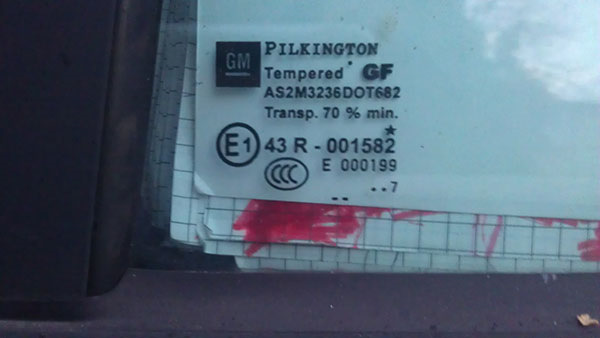 GM PILKINGTON
Tempered GF
AS2M3236DOT682
Transp. 70 % min.
E1 43 R - 001582
CCC E 000199
..7